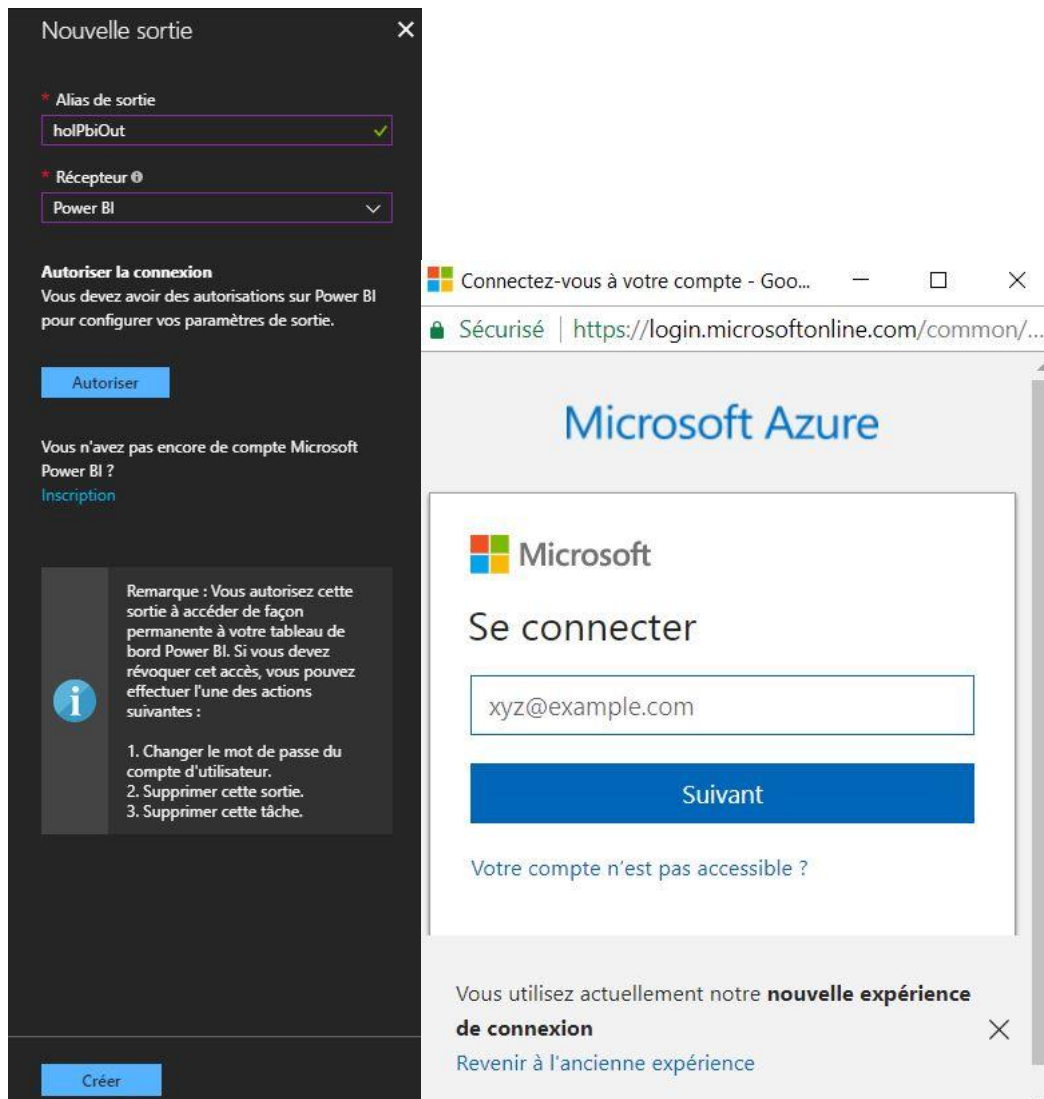 Nouvelle sortie
* Alias de sortie
holPbiOut
* Récepteur
Power BI
Autoriser la connexion
Vous devez avoir des autorisations sur Power BI
pour configurer vos paramètres de sortie.
Autoriser
Vous n'avez pas encore de compte Microsoft
Power BI ?
Inscription
Remarque : Vous autorisez cette
sortie à accéder de façon
permanente à votre tableau de
bord Power BI. Si vous devez
révoquer cet accès, vous pouvez
effectuer l'une des actions
suivantes :
1. Changer le mot de passe du
compte d'utilisateur.
2. Supprimer cette sortie.
3. Supprimer cette tâche.
Créer
Connectez-vous à votre compte - Goo...
Sécurisé | https://login.microsoftonline.com/common/...
Microsoft Azure
Microsoft
Se connecter
xyz@example.com
Suivant
Votre compte n’est pas accessible ?
Vous utilisez actuellement notre nouvelle expérience
de connexion
Revenir à l'ancienne expérience